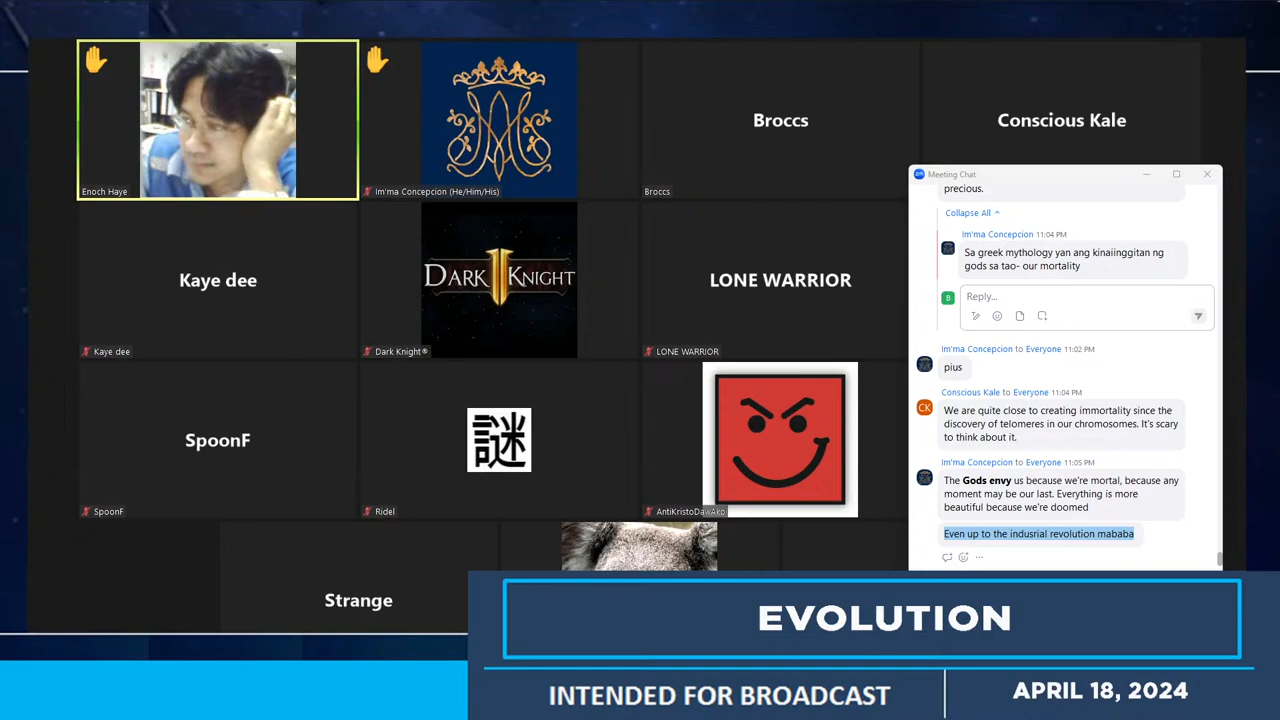 Enoch Haye
Im'ma Concepcion (He/Him/His)
Broccs
Broccs
Conscious Kale
Kaye dee
Kaye dee
DARK KNIGHT
Dark Knight®
LONE WARRIOR
LONE WARRIOR
SpoonF
SpoonF
謎
Ridel
AntiKristoDawAko
Strange
zm Meeting Chat
precious.
Collapse All
Im'ma Concepcion 11:04 PM
Sa greek mythology yan ang kinaiinggitan ng
gods sa tao- our mortality
B
Reply...
Im'ma Concepcion to Everyone 11:02 PM
pius
Conscious Kale to Everyone 11:04 PM
CK
We are quite close to creating immortality since the
discovery of telomeres in our chromosomes. It's scary
to think about it.
Im'ma Concepcion to Everyone 11:05 PM
The Gods envy us because we're mortal, because any
moment may be our last. Everything is more
beautiful because we're doomed
Even up to the indusrial revolution mababa
EVOLUTION
INTENDED FOR BROADCAST
APRIL 18, 2024